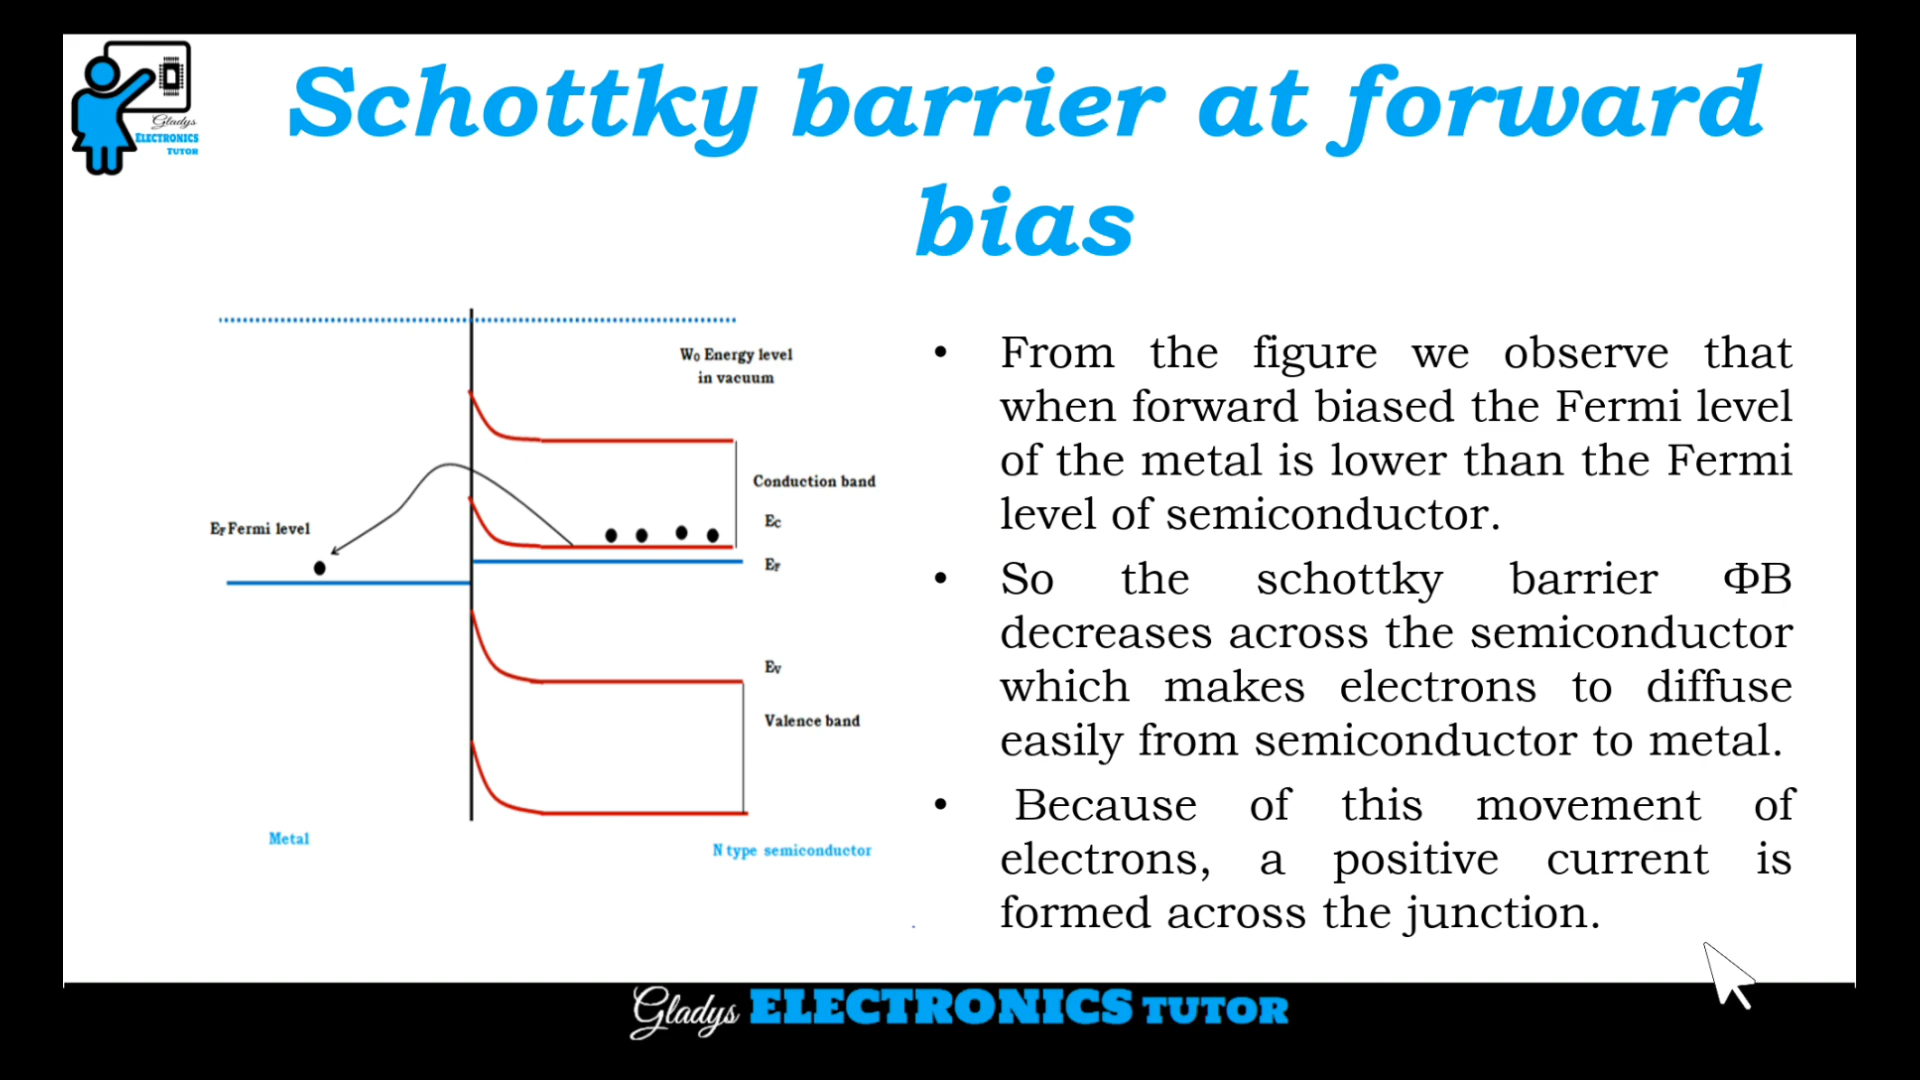 Gladys
ELECTRONICS
TUTOR
Schottky barrier at forward
bias
W0 Energy level
in vacuum
Conduction band
EF Fermi level
EC
EF
EV
Valence band
Metal
N type semiconductor
• From the figure we observe that
when forward biased the Fermi level
of the metal is lower than the Fermi
level of semiconductor.
• So the schottky barrier ΦB
decreases across the semiconductor
which makes electrons to diffuse
easily from semiconductor to metal.
• Because of this movement of
electrons, a positive current is
formed across the junction.
Gladys ELECTRONICS TUTOR